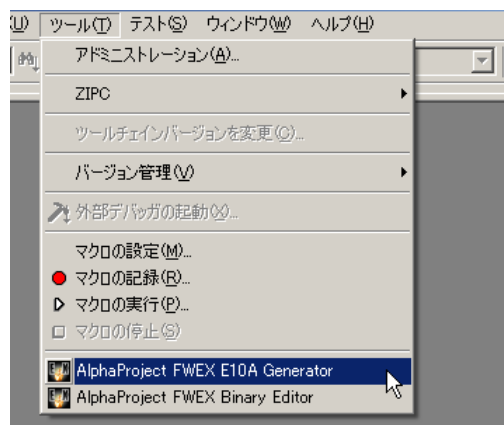 (U) ツール(T) テスト(S) ウィンドウ(W) ヘルプ(H)
アドミニストレーション(A)...
ZIPC
ツールチェインバージョンを変更(C)...
バージョン管理(V)
外部デバッガの起動(X)...
マクロの設定(M)...
マクロの記録(R)...
マクロの実行(P)...
マクロの停止(S)
AlphaProject FWEX E10A Generator
AlphaProject FWEX Binary Editor